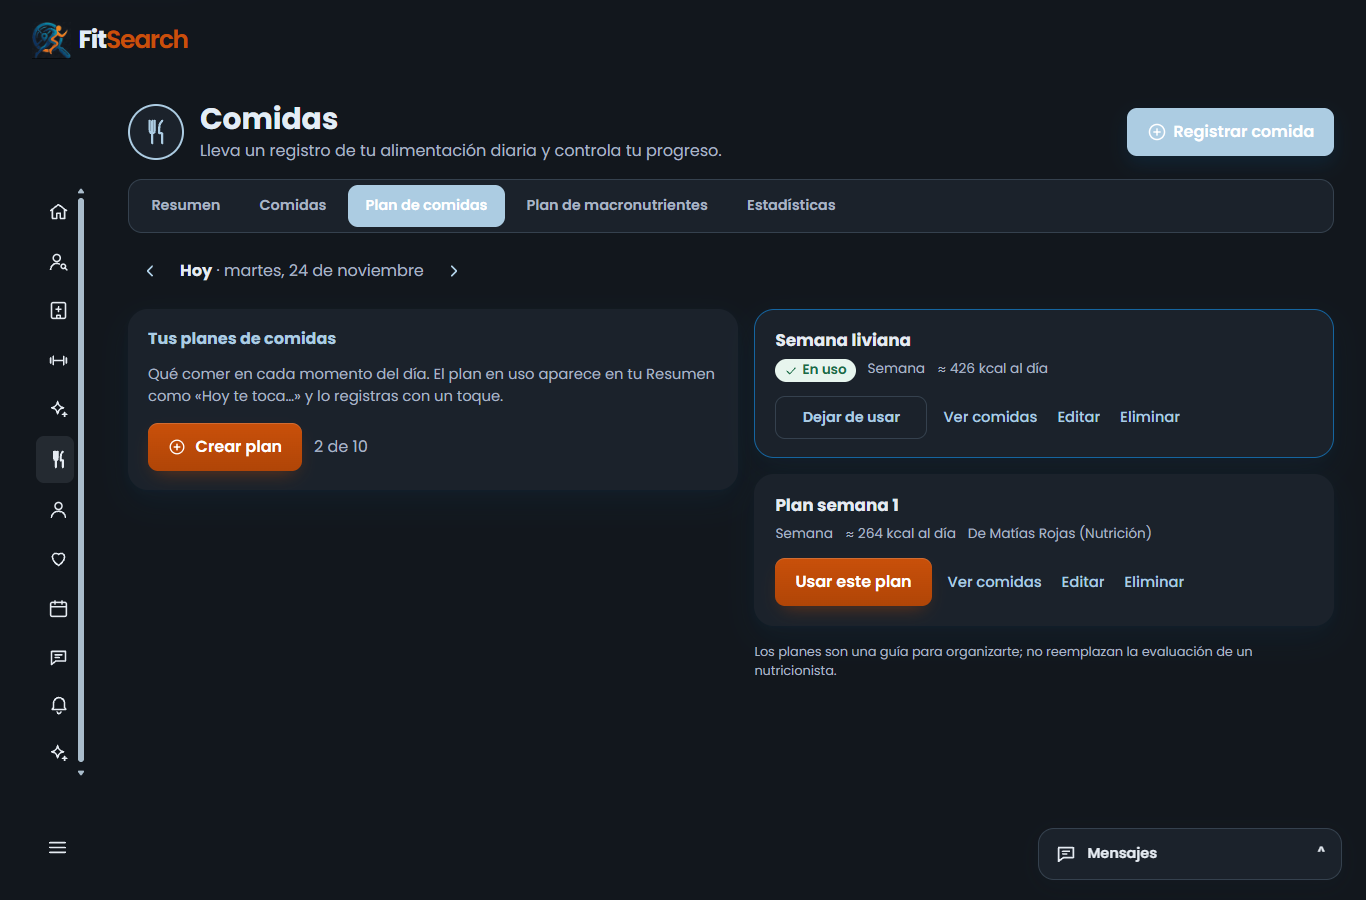 FitSearch
Comidas
Lleva un registro de tu alimentación diaria y controla tu progreso.
Registrar comida
Resumen
Comidas
Plan de comidas
Plan de macronutrientes
Estadísticas
Hoy · martes, 24 de noviembre
Tus planes de comidas
Qué comer en cada momento del día. El plan en uso aparece en tu Resumen
como «Hoy te toca...» y lo registras con un toque.
Crear plan
2 de 10
Semana liviana
En uso
Semana
≈ 426 kcal al día
Dejar de usar
Ver comidas
Editar
Eliminar
Plan semana 1
Semana
≈ 264 kcal al día
De Matías Rojas (Nutrición)
Usar este plan
Ver comidas
Editar
Eliminar
Los planes son una guía para organizarte; no reemplazan la evaluación de un
nutricionista.
Mensajes